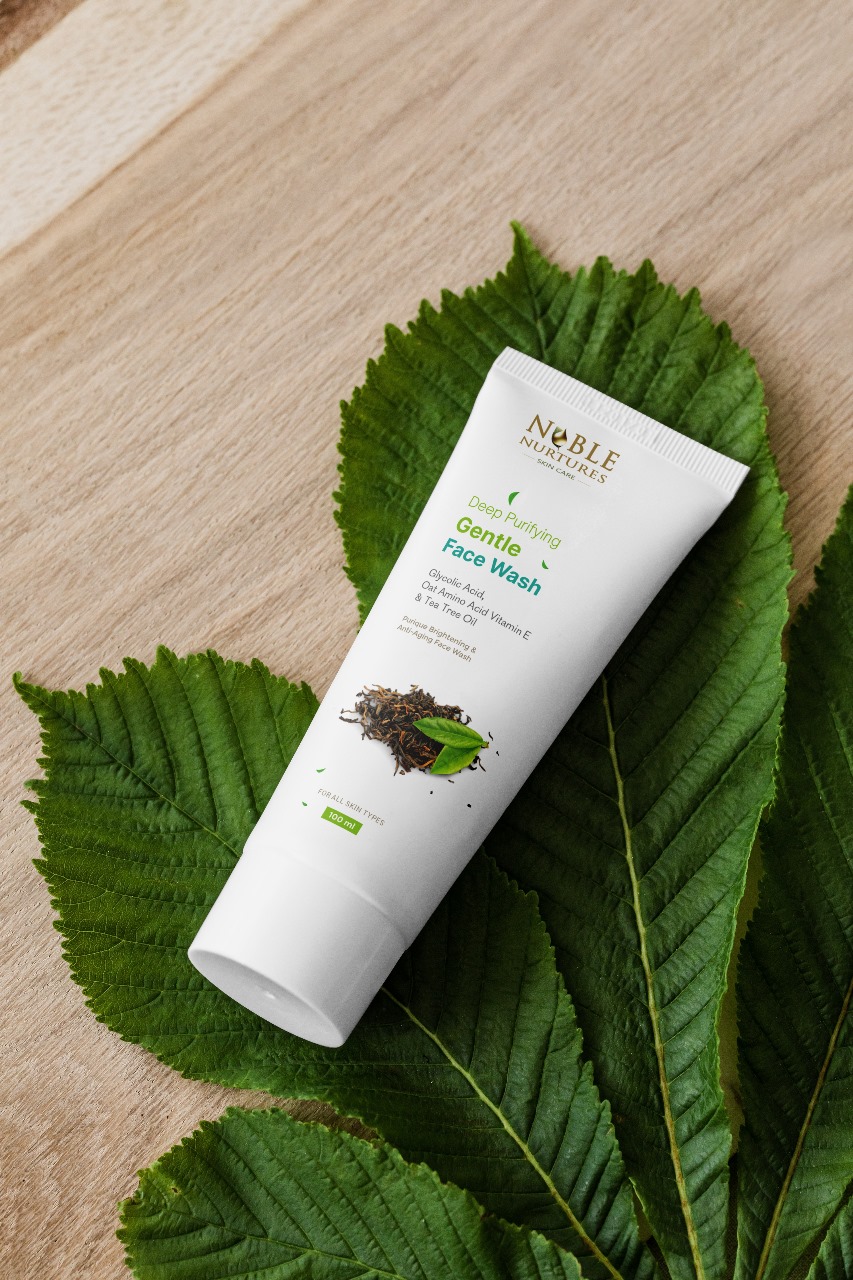 NOBLE
NURTURES
SKIN CARE
Deep Purifying
Gentle
Face Wash
Glycolic Acid,
Oat Amino Acid Vitamin E
& Tea Tree Oil
Purique Brightening &
Anti-Aging Face Wash
FOR ALL SKIN TYPES
100 ml